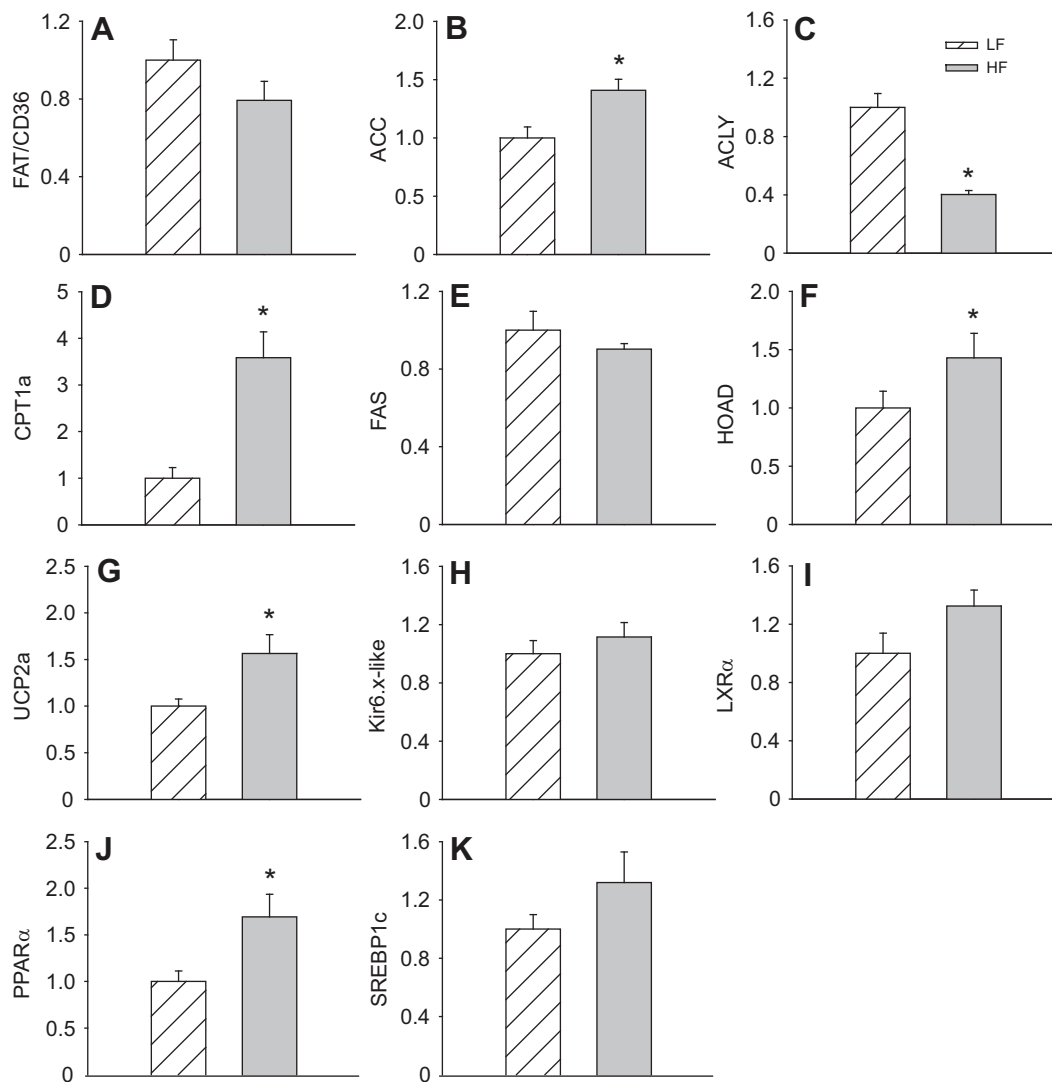 A
FAT/CD36
1.2
0.8
0.4
0
B
ACC
2.0
1.5
1.0
0.5
0
*
C
ACLY
1.6
1.2
0.8
0.4
0
*
LF
HF
D
CPT1a
5
4
3
2
1
0
*
E
FAS
1.2
0.8
0.4
0
F
HOAD
2.0
1.5
1.0
0.5
0
*
G
UCP2a
2.5
2.0
1.5
1.0
0.5
0
*
H
Kir6.x-like
1.6
1.2
0.8
0.4
0
I
LXRα
1.6
1.2
0.8
0.4
0
J
PPARα
2.5
2.0
1.5
1.0
0.5
0
*
K
SREBP1c
1.6
1.2
0.8
0.4
0